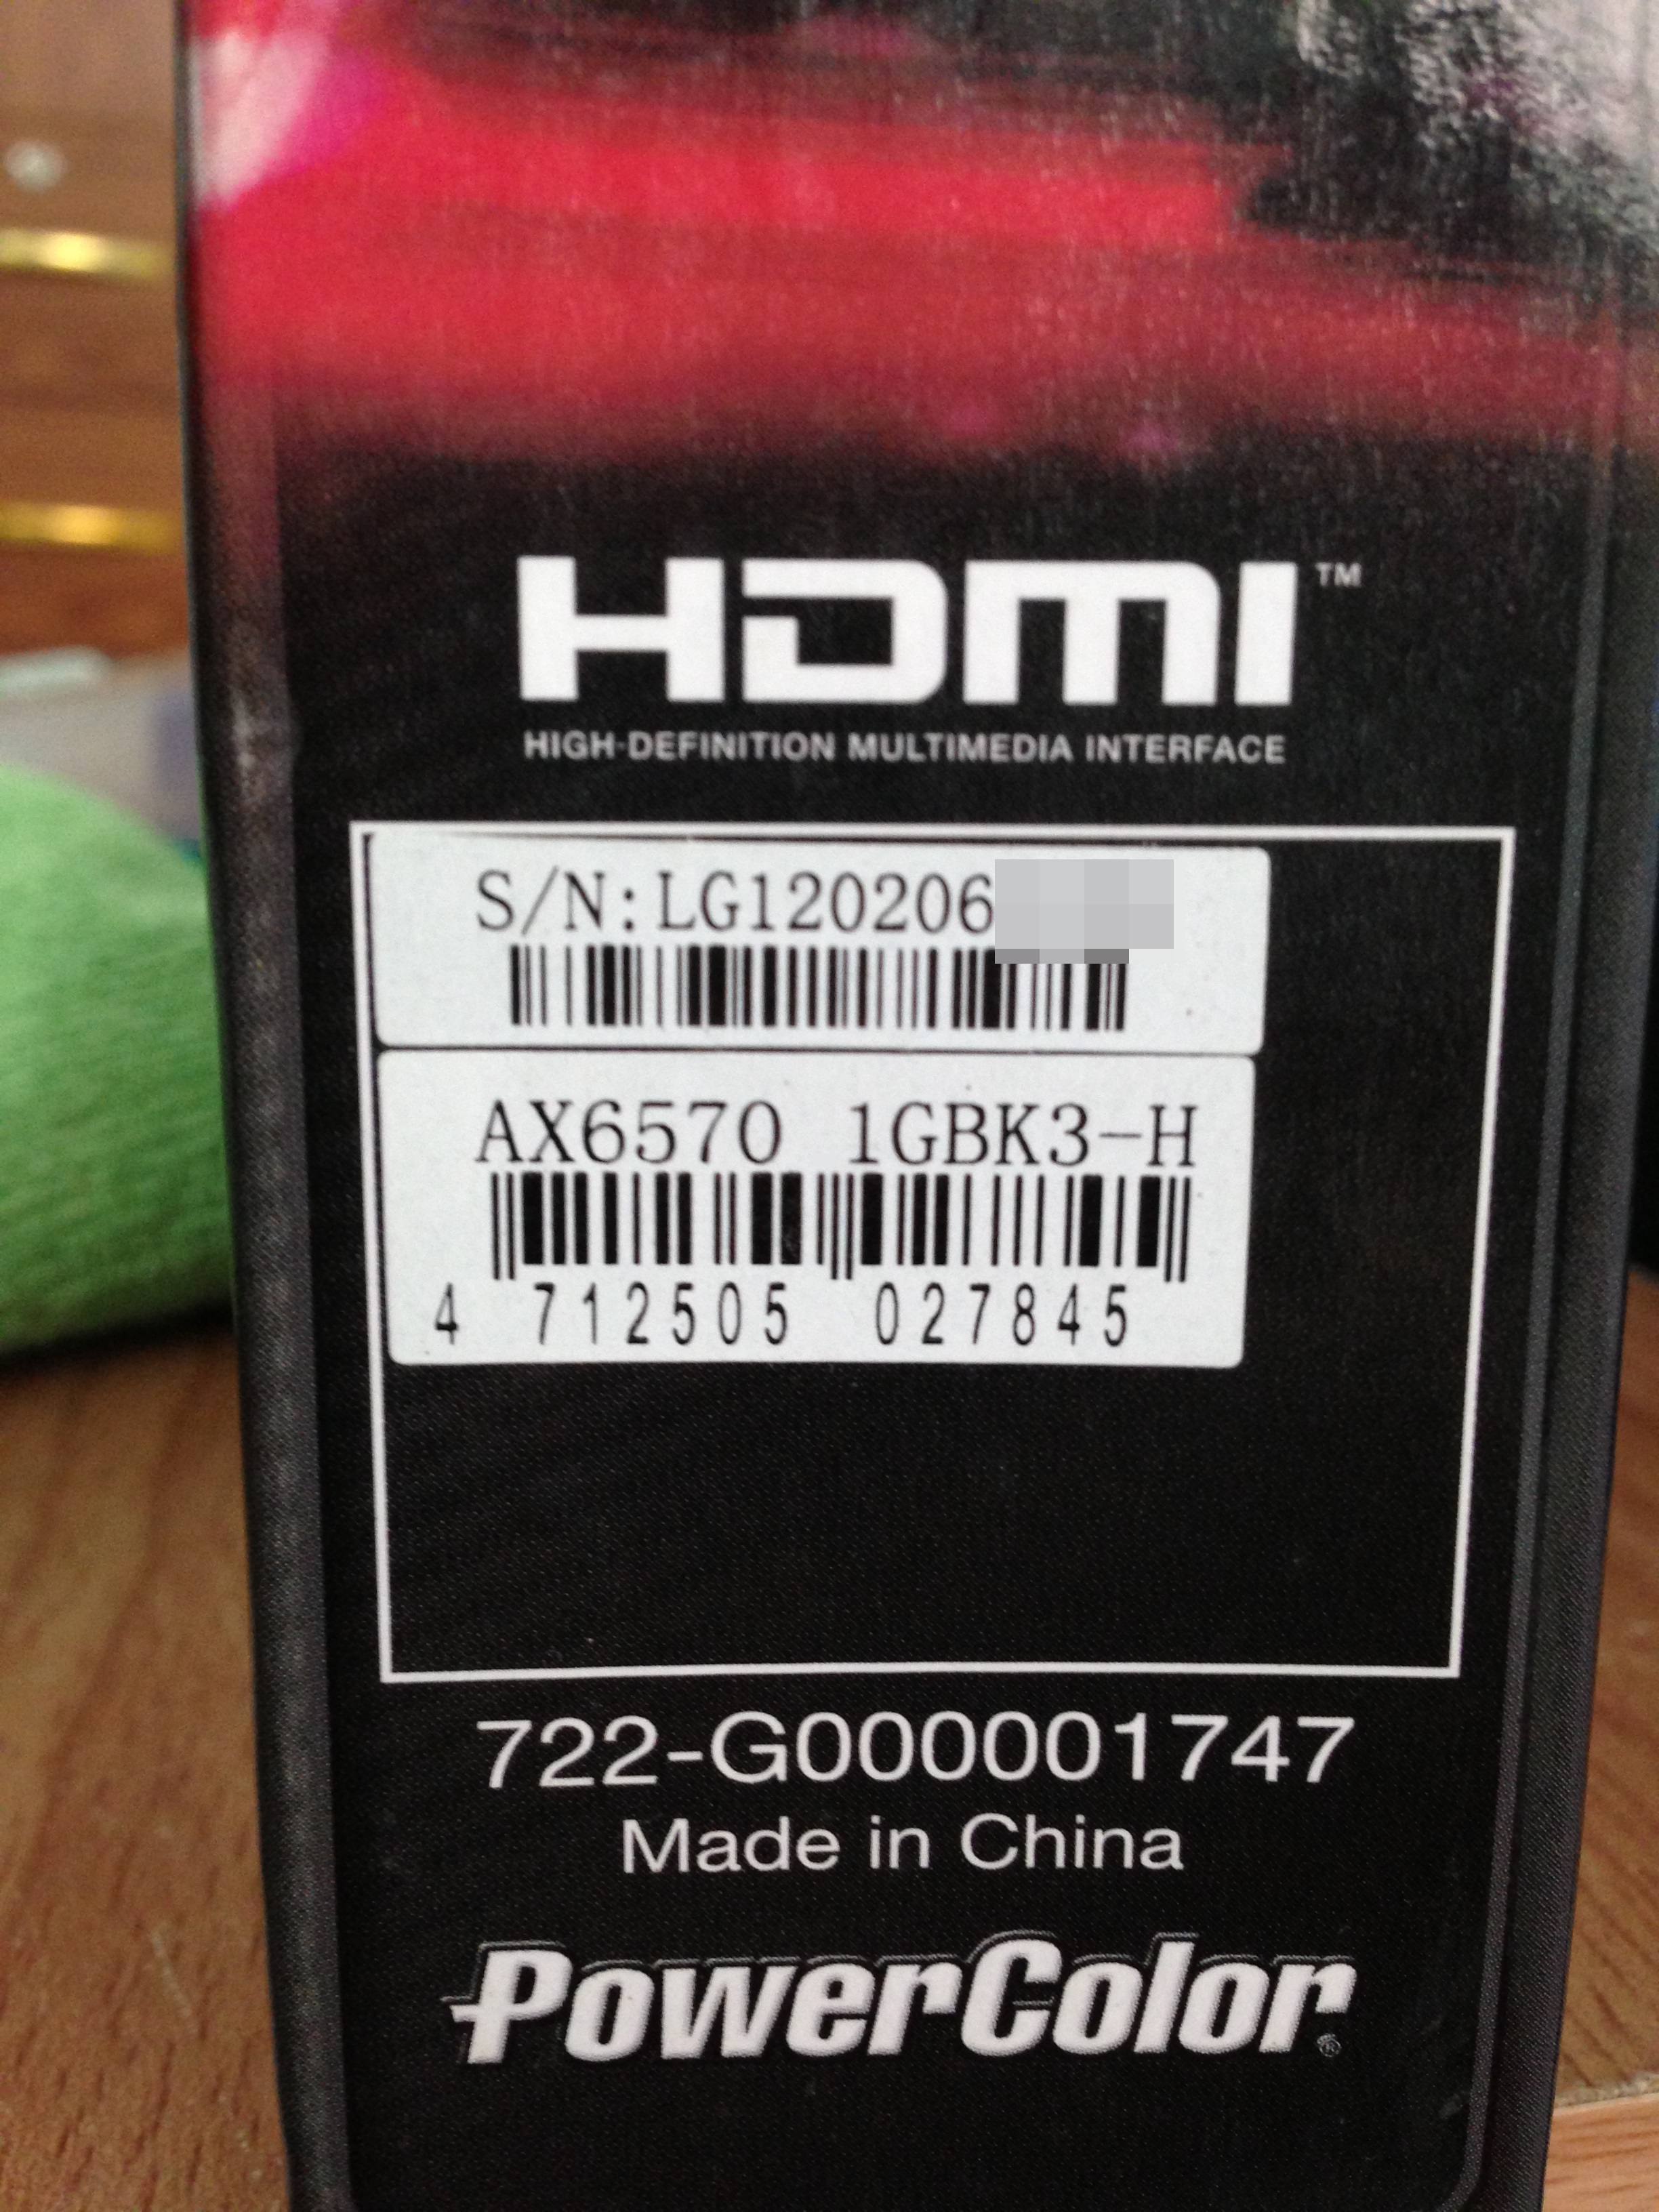 HDMI™
HIGH-DEFINITION MULTIMEDIA INTERFACE
S/N:LG120206
AX6570 1GBK3-H
4 712505 027845
722-G000001747
Made in China
PowerColor®